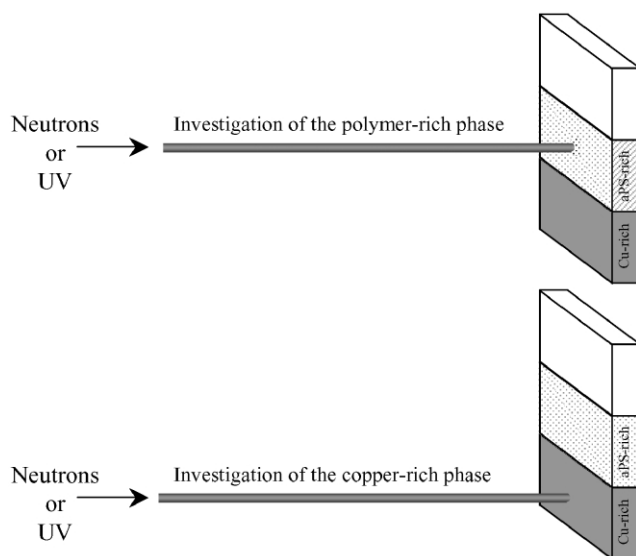 Neutrons
or
UV
Investigation of the polymer-rich phase
aPS-rich
Cu-rich
Neutrons
or
UV
Investigation of the copper-rich phase
aPS-rich
Cu-rich